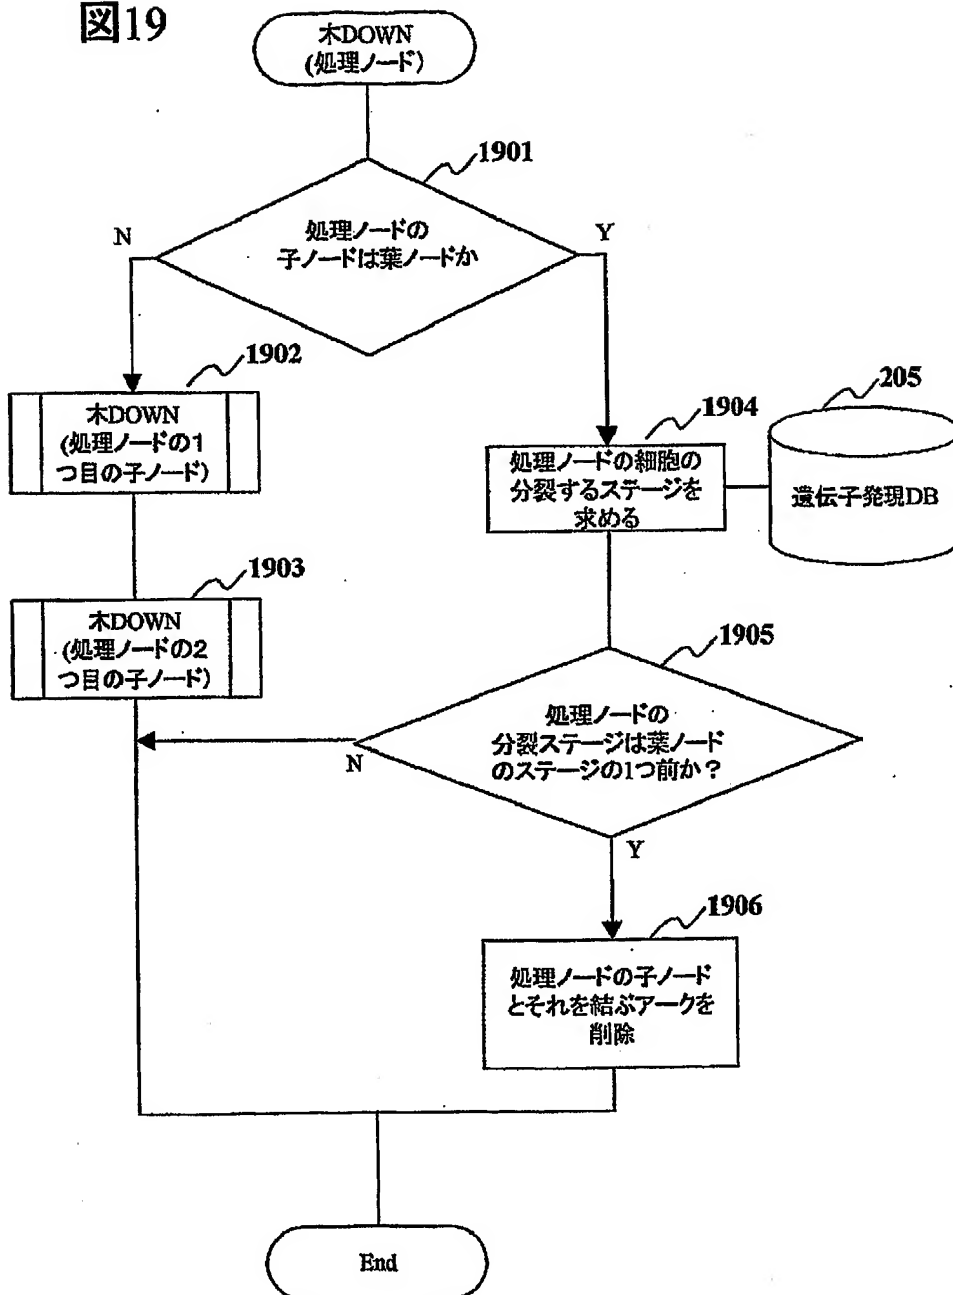 図19
木DOWN
(処理ノード)
1901
処理ノードの
子ノードは葉ノードか
N
Y
1902
木DOWN
(処理ノードの1
つ目の子ノード)
1904
205
処理ノードの細胞の
分裂するステージを
求める
遺伝子発現DB
1903
木DOWN
(処理ノードの2
つ目の子ノード)
1905
処理ノードの
分裂ステージは葉ノード
のステージの1つ前か？
N
Y
1906
処理ノードの子ノード
とそれを結ぶアークを
削除
End